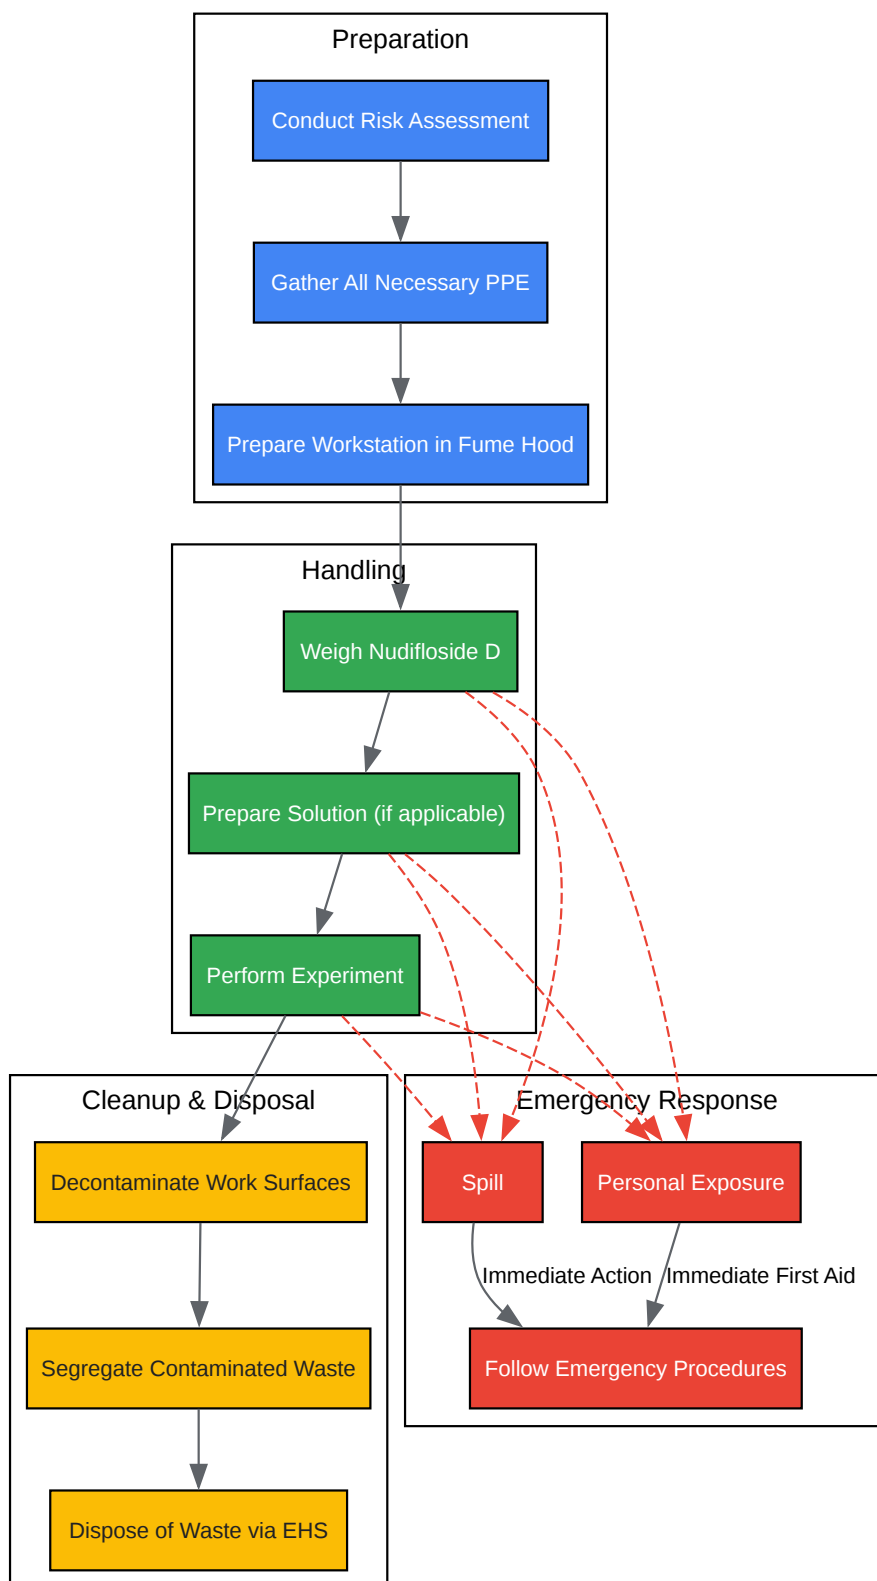 Preparation
Conduct Risk Assessment
Gather All Necessary PPE
Prepare Workstation in Fume Hood
Handling
Weigh Nudifloside D
Prepare Solution (if applicable)
Perform Experiment
Cleanup & Disposal
Decontaminate Work Surfaces
Segregate Contaminated Waste
Dispose of Waste via EHS
Emergency Response
Spill
Personal Exposure
Immediate Action
Immediate First Aid
Follow Emergency Procedures